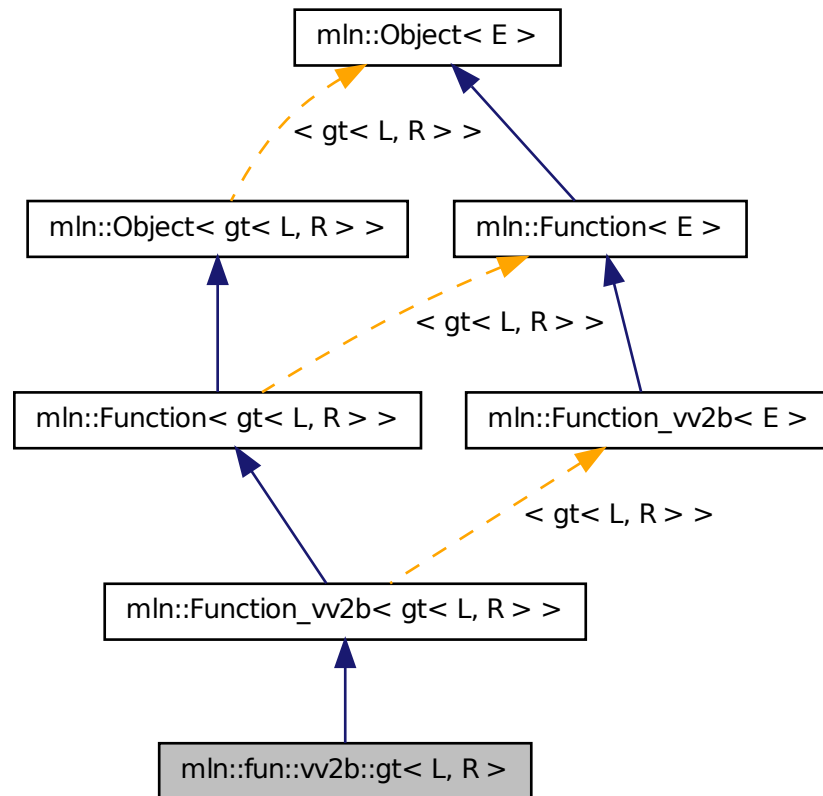 mln::Object< E >
< gt< L, R > >
mln::Object< gt< L, R > >
mln::Function< E >
< gt< L, R > >
mln::Function< gt< L, R > >
mln::Function_vv2b< E >
< gt< L, R > >
mln::Function_vv2b< gt< L, R > >
mln::fun::vv2b::gt< L, R >